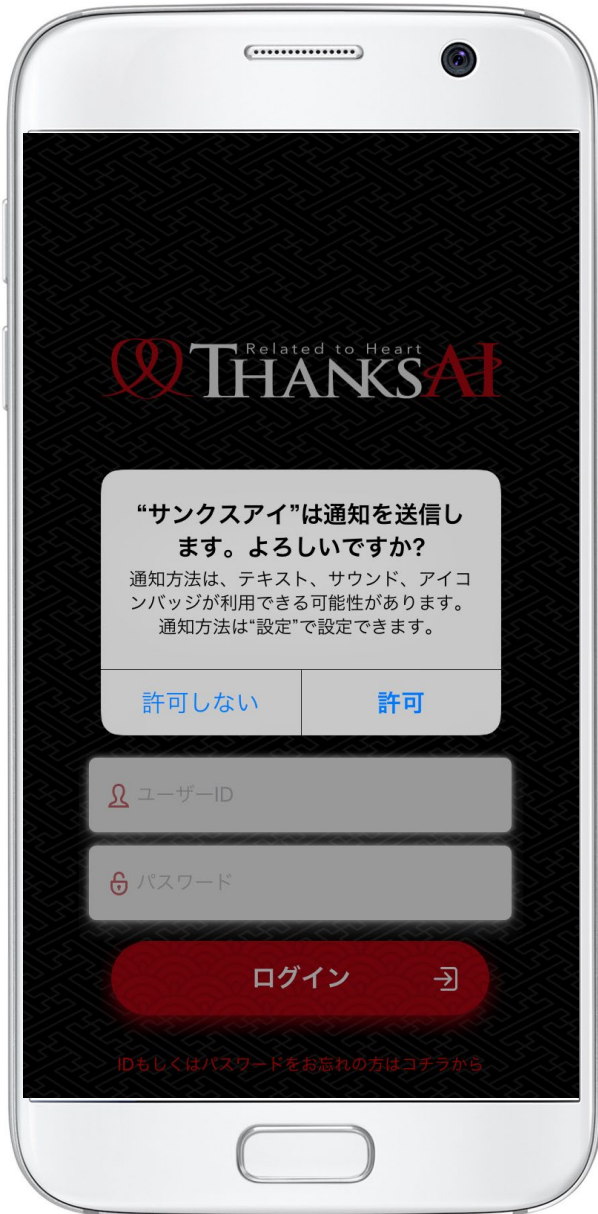 Related to Heart
THANKSAI
“サンクスアイ”は通知を送信し
ます。よろしいですか?
通知方法は、テキスト、サウンド、アイコ
ンバッジが利用できる可能性があります。
通知方法は“設定”で設定できます。
許可しない
許可
ユーザーID
パスワード
ログイン
IDもしくはパスワードをお忘れの方はコチラから